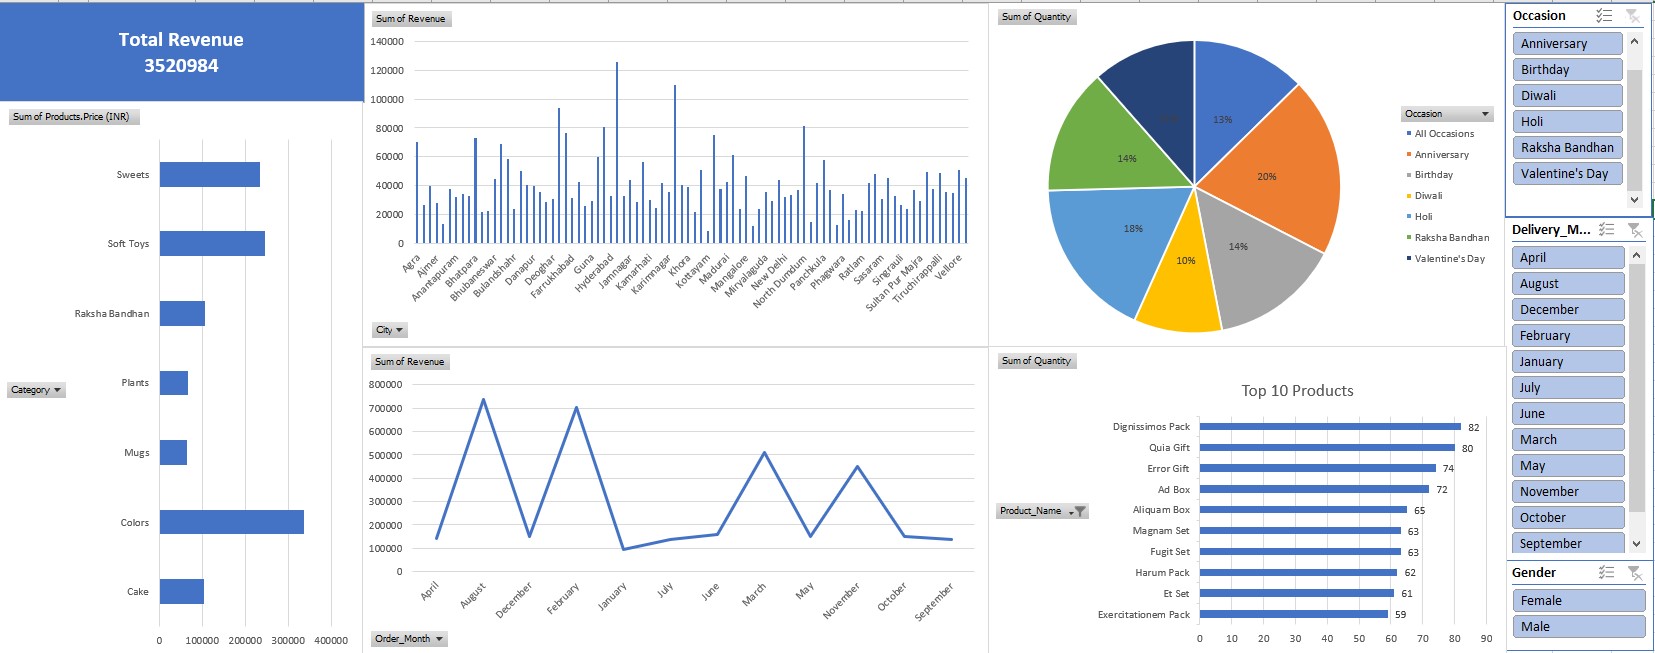 Total Revenue
3520984
Sum of Products.Price (INR)
Sweets
Soft Toys
Raksha Bandhan
Plants
Mugs
Colors
Cake
Category
0 100000 200000 300000 400000
Sum of Revenue
140000
120000
100000
80000
60000
40000
20000
0
Agra
Ajmer
Anantapuram
Bhatpara
Bhubaneswar
Bulandshahr
Danapur
Deoghar
Farrukhabad
Guna
Hyderabad
Jamnagar
Kamarhati
Karimnagar
Khora
Kottayam
Madurai
Mangalore
Miryalaguda
New Delhi
North Dumdum
Panchkula
Phagwara
Ratlam
Sasaram
Singrauli
Sultan Pur Majra
Tiruchirappalli
Vellore
City
Sum of Revenue
800000
700000
600000
500000
400000
300000
200000
100000
0
April
August
December
February
January
July
June
March
May
November
October
September
Order_Month
Sum of Quantity
13%
20%
14%
10%
18%
14%
Occasion
All Occasions
Anniversary
Birthday
Diwali
Holi
Raksha Bandhan
Valentine's Day
Sum of Quantity
Top 10 Products
Dignissimos Pack 82
Quia Gift 80
Error Gift 74
Ad Box 72
Aliquam Box 65
Magnam Set 63
Fugit Set 63
Harum Pack 62
Et Set 61
Exercitationem Pack 59
Product_Name
0 10 20 30 40 50 60 70 80 90
Occasion
Anniversary
Birthday
Diwali
Holi
Raksha Bandhan
Valentine's Day
Delivery_M...
April
August
December
February
January
July
June
March
May
November
October
September
Gender
Female
Male